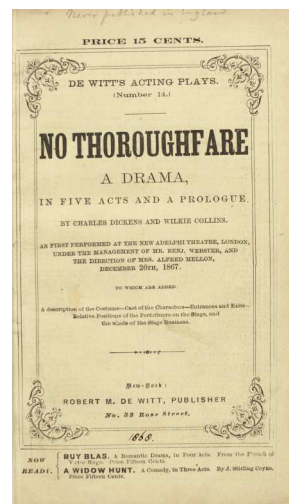 Never published in England
PRICE 15 CENTS.
DE WITT'S ACTING PLAYS.
(Number 14.)
NO THOROUGHFARE
A DRAMA,
IN FIVE ACTS AND A PROLOGUE.
BY CHARLES DICKENS AND WILKIE COLLINS.
AS FIRST PERFORMED AT THE NEW ADELPHI THEATRE, LONDON,
UNDER THE MANAGEMENT OF MR. BENJ. WEBSTER, AND
THE DIRECTION OF MRS. ALFRED MELLON,
DECEMBER 26TH, 1867.
TO WHICH ARE ADDED
A description of the Costume—Cast of the Characters—Entrances and Exits—
Relative Positions of the Performers on the Stage, and
the whole of the Stage Business.
New-York:
ROBERT M. DE WITT, PUBLISHER
No. 33 Rose Street.
1868.
NOW READY.
RUY BLAS. A Romantic Drama, in Four Acts. From the French of
Victor Hugo. Price Fifteen Cents.
A WIDOW HUNT. A Comedy, in Three Acts. By J. Stirling Coyne.
Price Fifteen Cents.